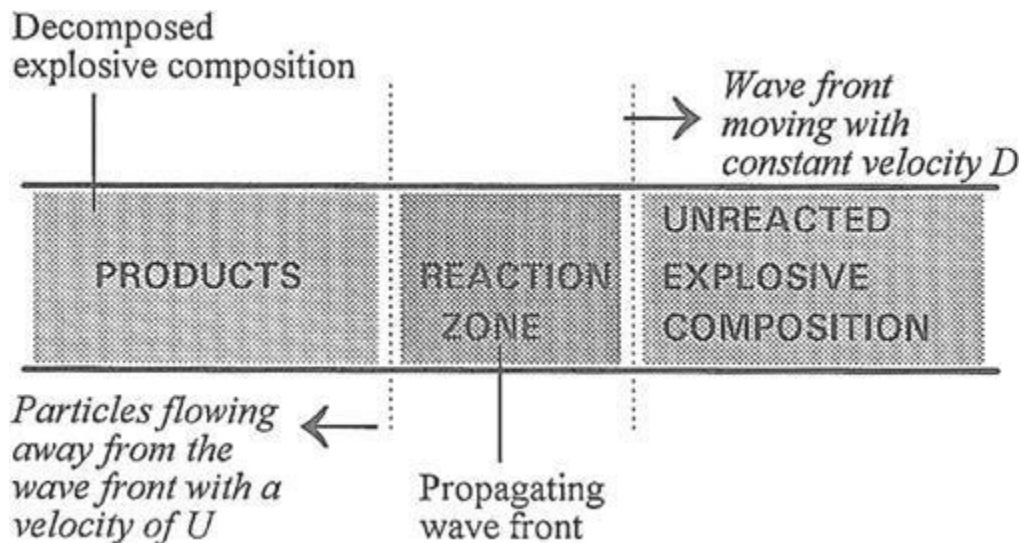 Decomposed
explosive composition
Wave front
moving with
constant velocity D
PRODUCTS
REACTION
ZONE
UNREACTED
EXPLOSIVE
COMPOSITION
Particles flowing
away from the
wave front with a
velocity of U
Propagating
wave front